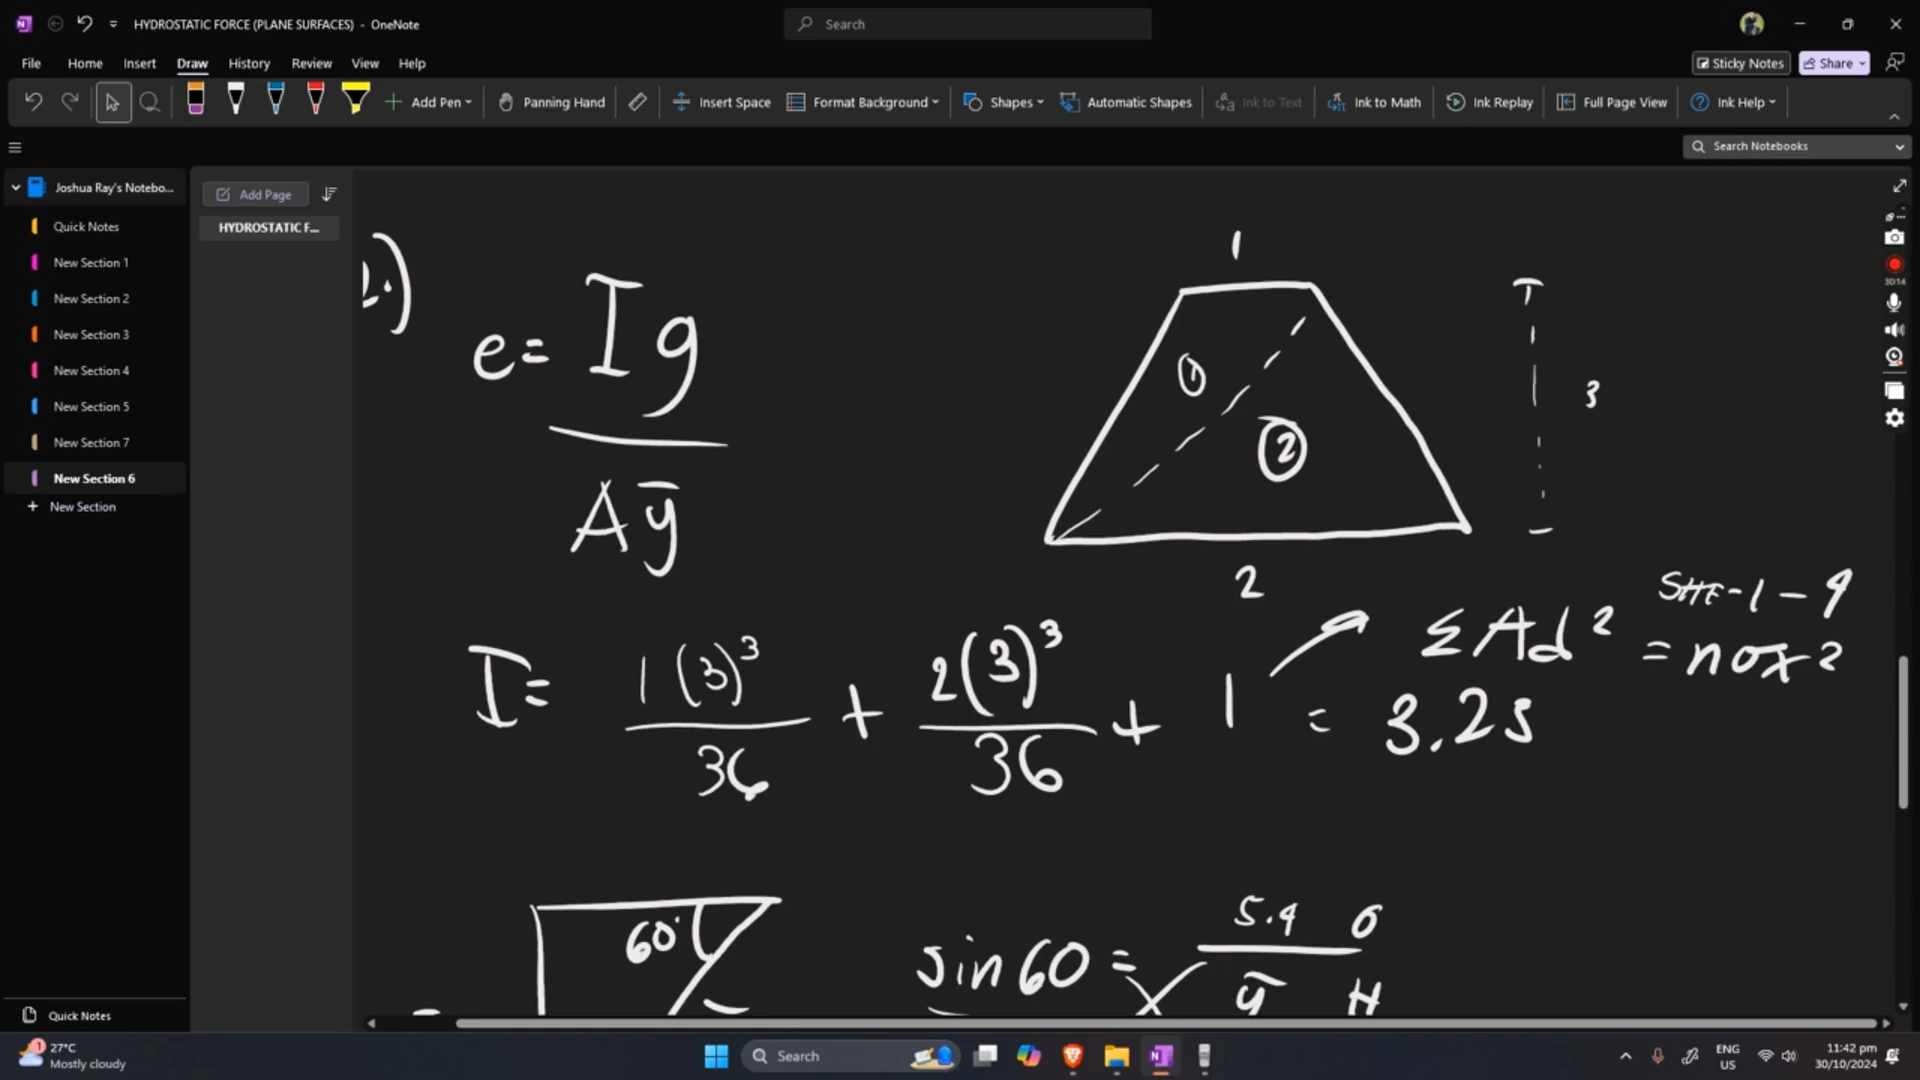 HYDROSTATIC FORCE (PLANE SURFACES) - OneNote
Search
File Home Insert Draw History Review View Help
Sticky Notes Share
Add Pen Panning Hand Insert Space Format Background Shapes Automatic Shapes Ink to Text Ink to Math Ink Replay Full Page View Ink Help
Search Notebooks
Joshua Ray's Notebo...
Quick Notes
New Section 1
New Section 2
New Section 3
New Section 4
New Section 5
New Section 7
New Section 6
New Section
Quick Notes
Add Page
HYDROSTATIC F...
30:14
2.)
e = Ig
A ȳ
1
①
②
3
2
I = 1(3)³ / 36 + 2(3)³ / 36 + 1 = 3.25
ΣAd²
SHF-1-4
= nσx²
60°
sin 60 = 5.4 / ȳ
O
H
27°C
Mostly cloudy
Search
ENG
US
11:42 pm
30/10/2024